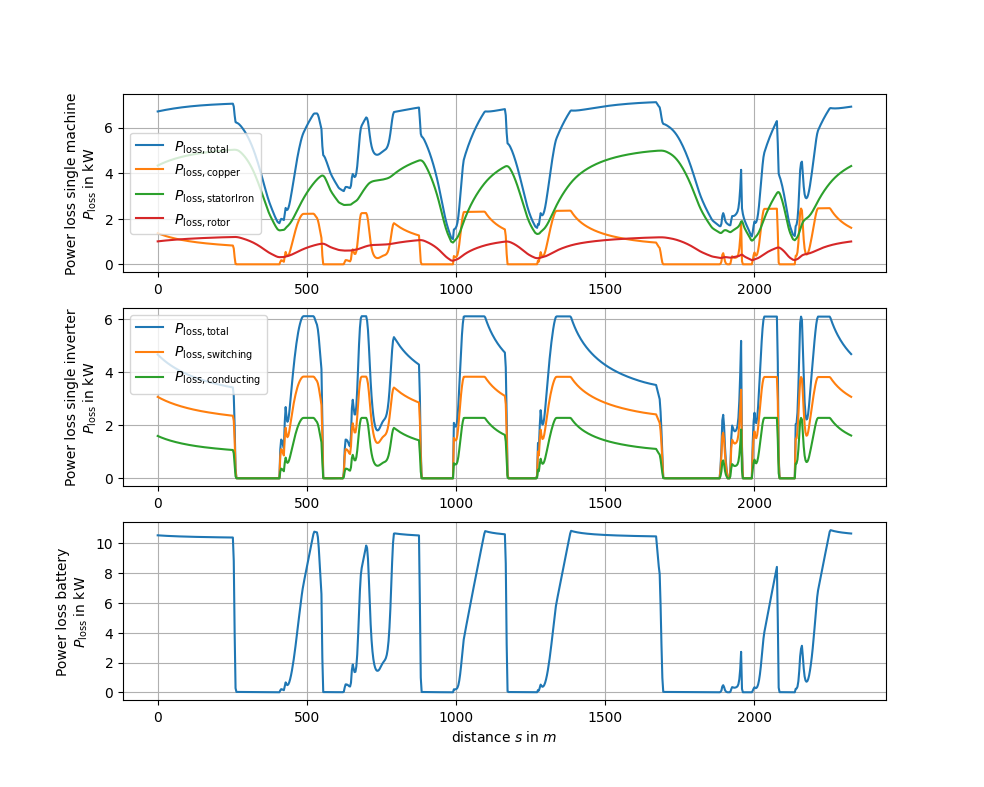 Power loss single machine
P_loss in kW
6
4
2
0
P_loss,total
P_loss,copper
P_loss,statorIron
P_loss,rotor
0 500 1000 1500 2000
Power loss single inverter
P_loss in kW
6
4
2
0
P_loss,total
P_loss,switching
P_loss,conducting
0 500 1000 1500 2000
Power loss battery
P_loss in kW
10
8
6
4
2
0
0 500 1000 1500 2000
distance s in m